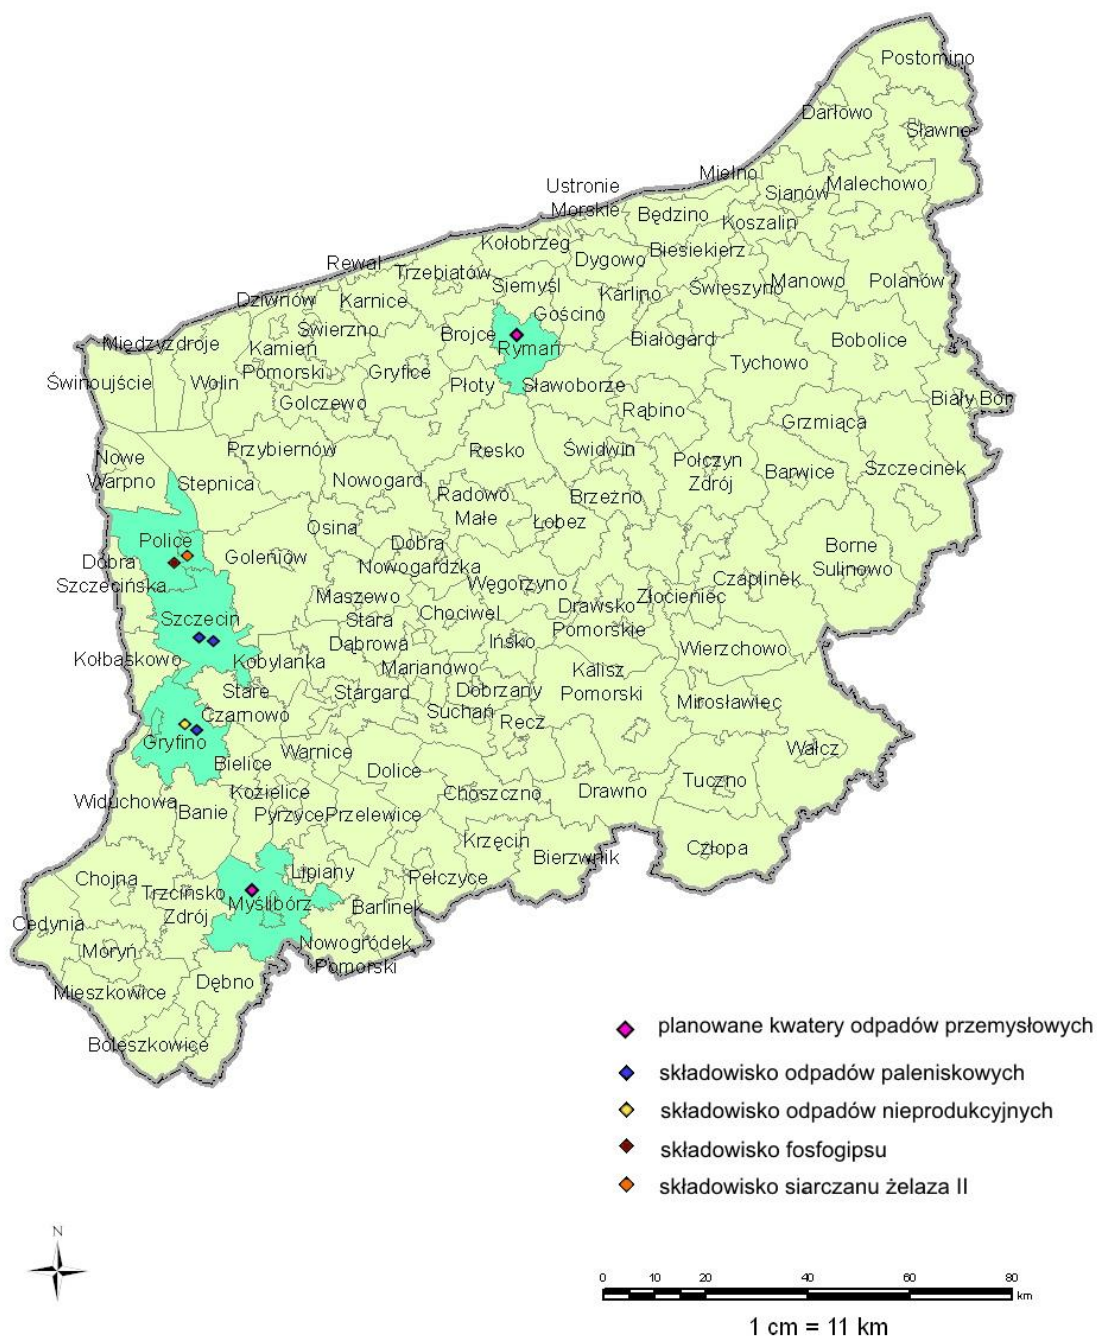 Postomino
Darłowo
Sławno
Mielno
Ustronie
Morskie
Sianów
Malechowo
Będzino
Koszalin
Kołobrzeg
Dygowo
Biesiekierz
Rewal
Trzebiatów
Siemyśl
Karlino
Świeszyno
Manowo
Polanów
Dziwnów
Karnice
Gościno
Świerzno
Brojce
Ryman
Białogard
Bobolice
Międzyzdroje
Kamień
Pomorski
Tychowo
Świnoujście
Wolin
Gryfice
Płoty
Sławoborze
Golczewo
Rąbino
Biały Bór
Grzmiąca
Przybiernów
Resko
Świdwin
Nowe
Warpno
Stepnica
Nowogard
Połczyn
Zdrój
Barwice
Szczecinek
Radowo
Małe
Brzeżno
Łobez
Osina
Police
Dobra
Szczecińska
Goleniów
Dobra
Nowogardzka
Borne
Sulinowo
Węgorzyno
Czaplinek
Maszewo
Złocieniec
Drawsko
Pomorskie
Chociwel
Szczecin
Stara
Dąbrowa
Ińsko
Wierzchowo
Kołbaskowo
Kobylanka
Marianowo
Kalisz
Pomorski
Stare
Czarnowo
Stargard
Dobrzany
Suchań
Recz
Mirosławiec
Gryfino
Warnice
Wałcz
Bielice
Dolice
Tuczno
Kozielice
Choszczno
Drawno
Widuchowa
Banie
Pyrzyce
Przelewice
Krzęcin
Bierzwnik
Człopa
Chojna
Trzcińsko
Zdrój
Lipiany
Pełczyce
Myślibórz
Barlinek
Cedynia
Moryń
Nowogródek
Pomorski
Dębno
Mieszkowice
Boleszkowice
planowane kwatery odpadów przemysłowych
składowisko odpadów paleniskowych
składowisko odpadów nieprodukcyjnych
składowisko fosfogipsu
składowisko siarczanu żelaza II
N
0 10 20 40 60 80
km
1 cm = 11 km